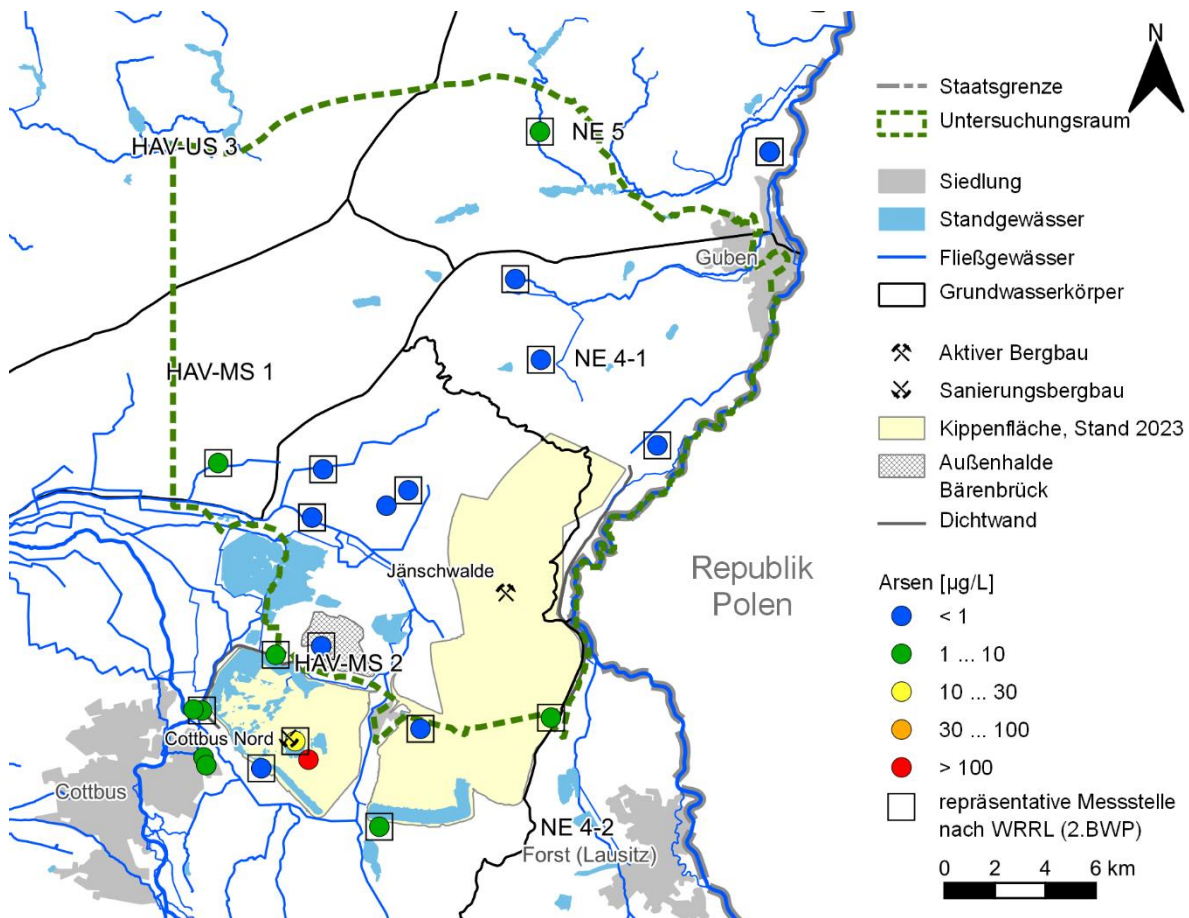 HAV-US 3
NE 5
Guben
NE 4-1
HAV-MS 1
Jänschwalde
Republik
Polen
HAV-MS 2
Cottbus Nord
Cottbus
NE 4-2
Forst (Lausitz)
N
Staatsgrenze
Untersuchungsraum
Siedlung
Standgewässer
Fließgewässer
Grundwasserkörper
Aktiver Bergbau
Sanierungsbergbau
Kippenfläche, Stand 2023
Außenhalde
Bärenbrück
Dichtwand
Arsen [µg/L]
< 1
1 ... 10
10 ... 30
30 ... 100
> 100
repräsentative Messstelle
nach WRRL (2.BWP)
0 2 4 6 km